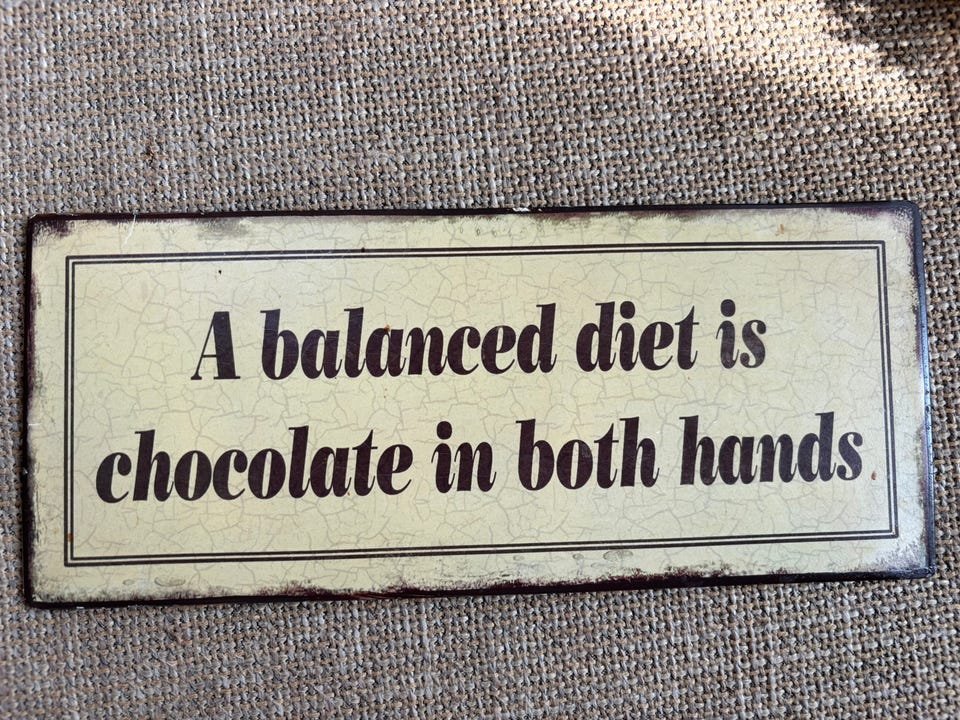 A balanced diet is
chocolate in both hands